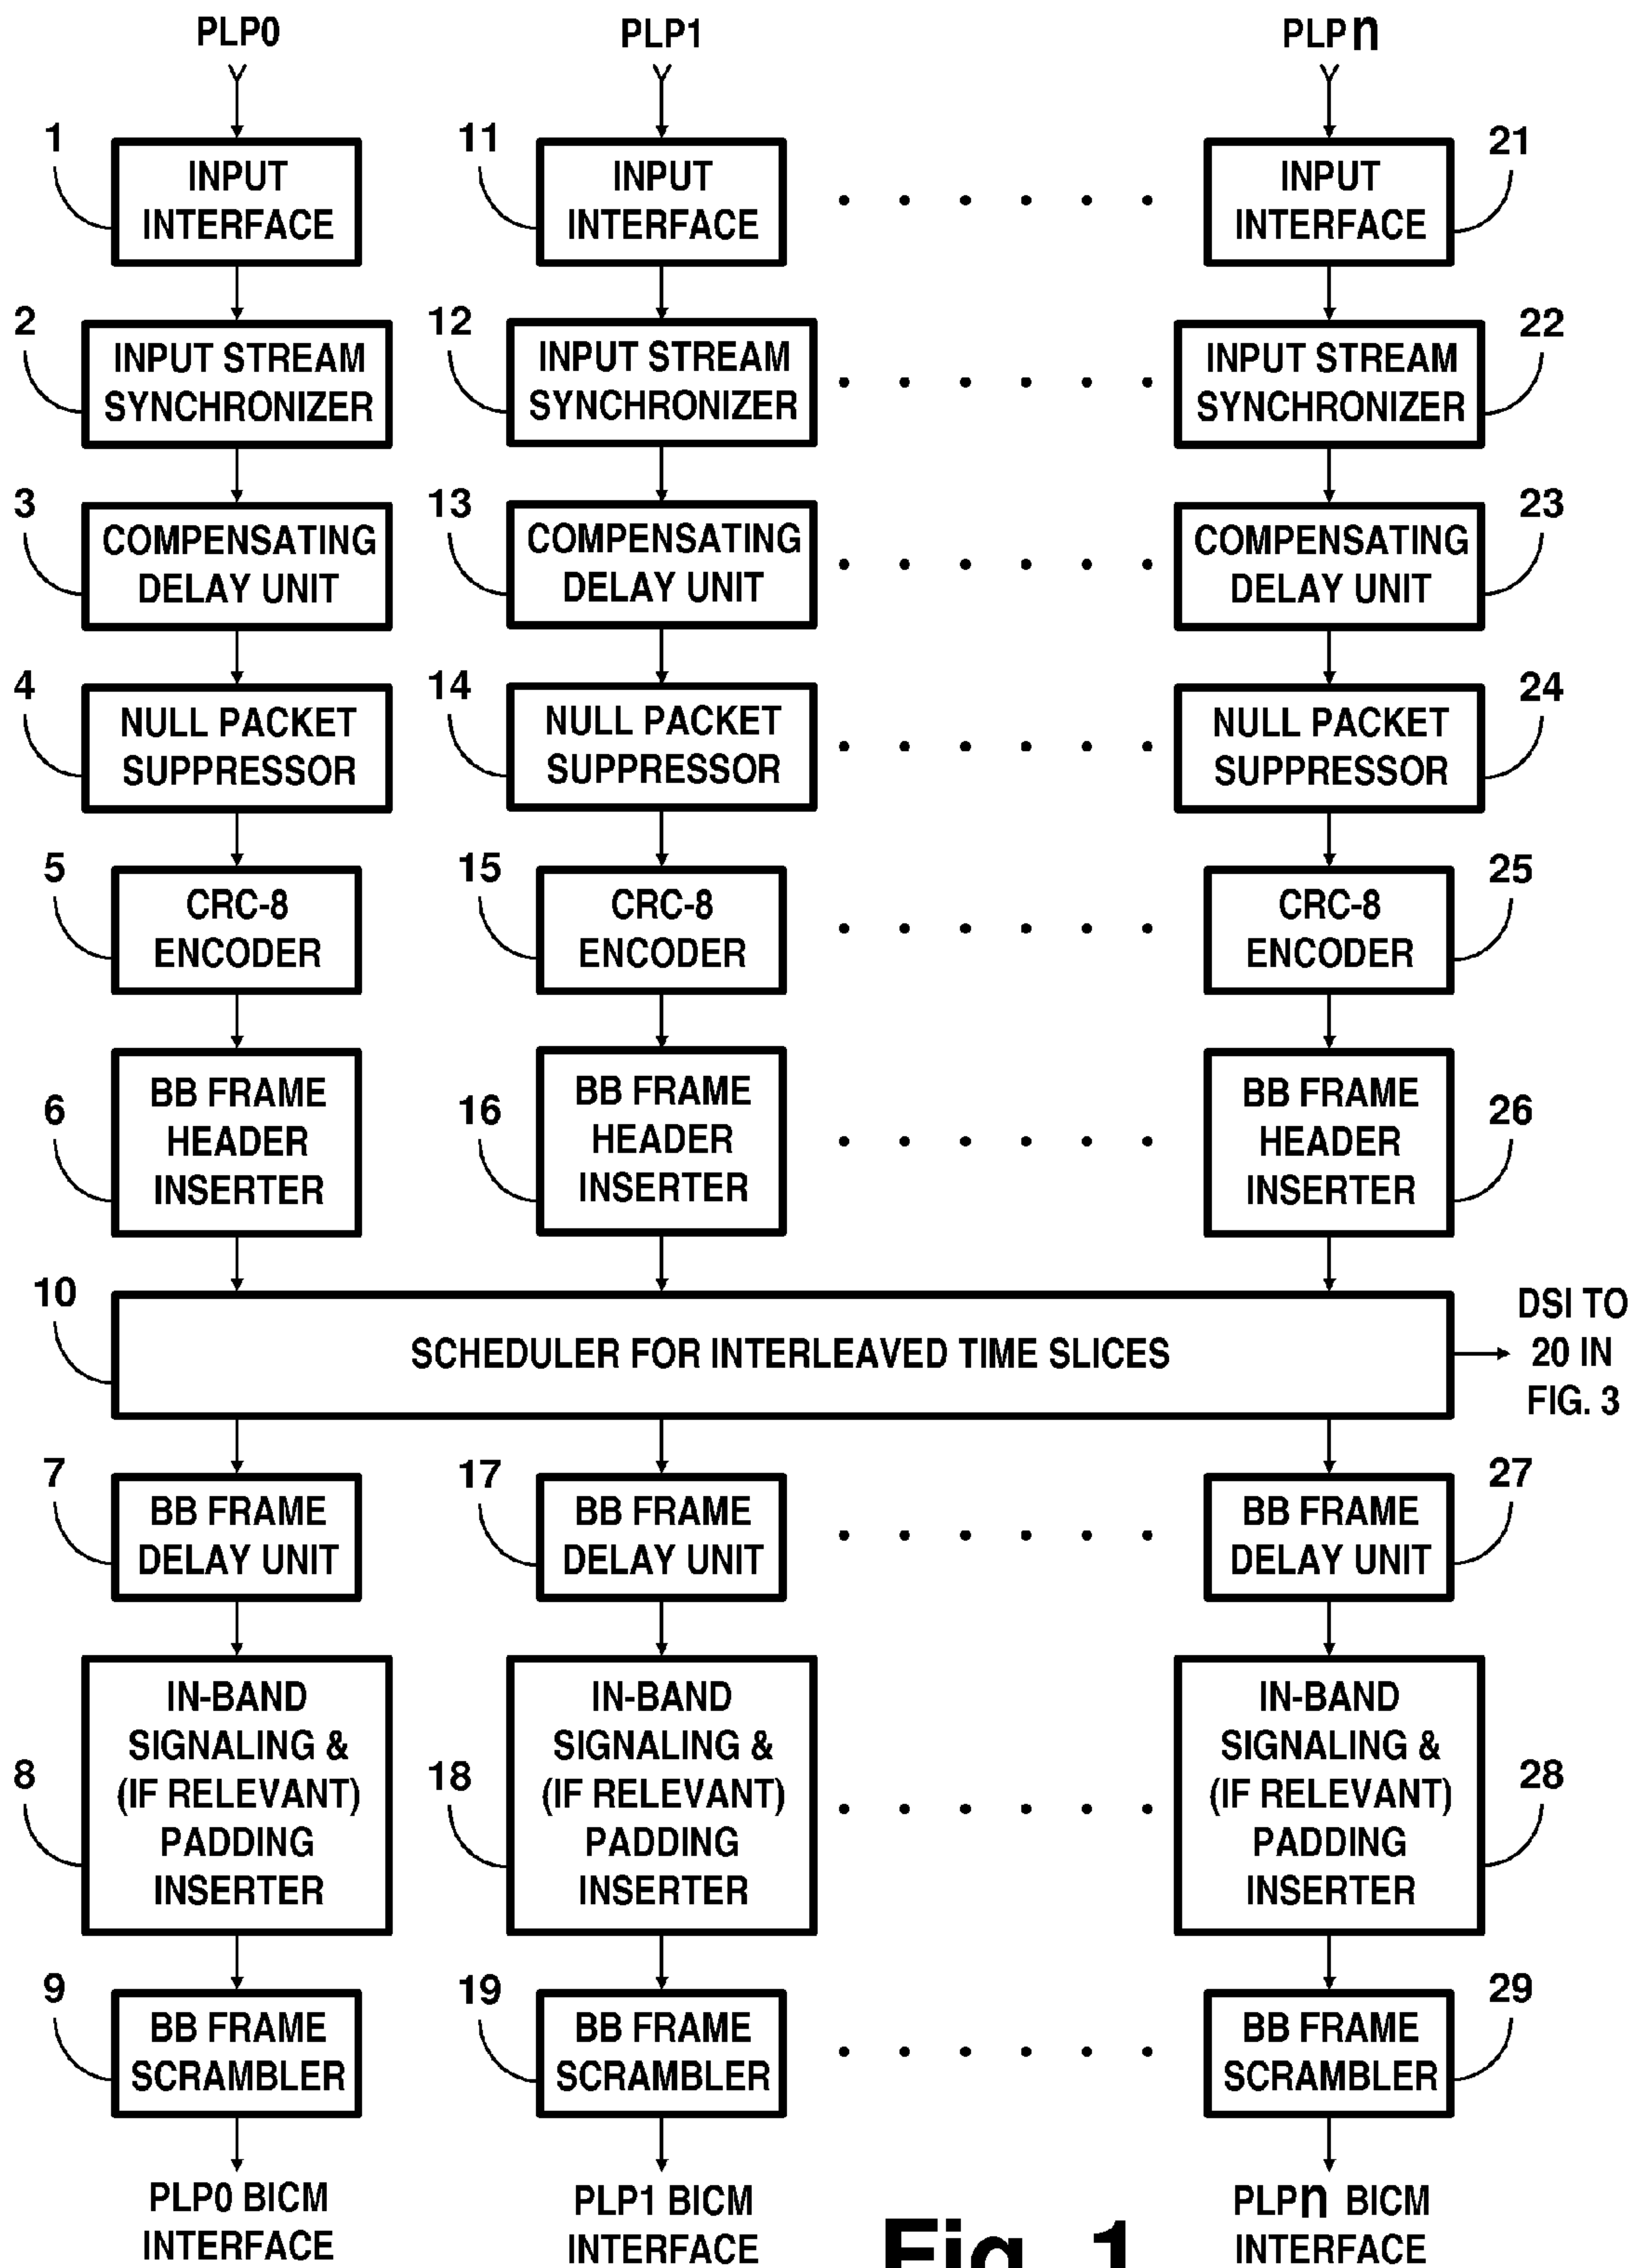 PLP0 PLP1 PLPn
1 11 21
INPUT INPUT INPUT
INTERFACE INTERFACE INTERFACE
2 12 22
INPUT STREAM INPUT STREAM INPUT STREAM
SYNCHRONIZER SYNCHRONIZER SYNCHRONIZER
3 13 23
COMPENSATING COMPENSATING COMPENSATING
DELAY UNIT DELAY UNIT DELAY UNIT
4 14 24
NULL PACKET NULL PACKET NULL PACKET
SUPPRESSOR SUPPRESSOR SUPPRESSOR
5 15 25
CRC-8 CRC-8 CRC-8
ENCODER ENCODER ENCODER
6 16 26
BB FRAME BB FRAME BB FRAME
HEADER HEADER HEADER
INSERTER INSERTER INSERTER
10
SCHEDULER FOR INTERLEAVED TIME SLICES
DSI TO
20 IN
FIG. 3
7 17 27
BB FRAME BB FRAME BB FRAME
DELAY UNIT DELAY UNIT DELAY UNIT
8 18 28
IN-BAND IN-BAND IN-BAND
SIGNALING & SIGNALING & SIGNALING &
(IF RELEVANT) (IF RELEVANT) (IF RELEVANT)
PADDING PADDING PADDING
INSERTER INSERTER INSERTER
9 19 29
BB FRAME BB FRAME BB FRAME
SCRAMBLER SCRAMBLER SCRAMBLER
PLP0 BICM PLP1 BICM PLPn BICM
INTERFACE INTERFACE INTERFACE
Fig. 1